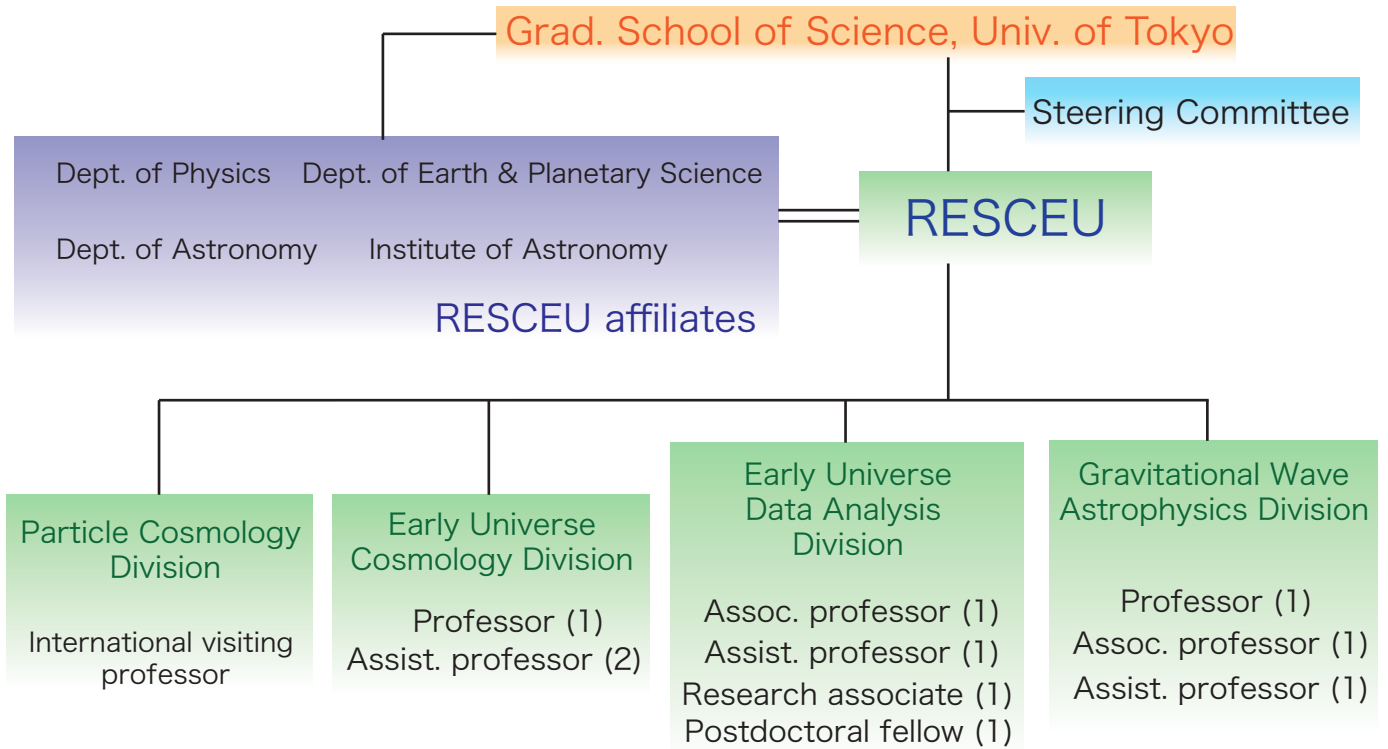 Grad. School of Science, Univ. of Tokyo
Steering Committee
Dept. of Physics Dept. of Earth & Planetary Science
Dept. of Astronomy Institute of Astronomy
RESCEU affiliates
RESCEU
Particle Cosmology
Division
International visiting
professor
Early Universe
Cosmology Division
Professor (1)
Assist. professor (2)
Early Universe
Data Analysis
Division
Assoc. professor (1)
Assist. professor (1)
Research associate (1)
Postdoctoral fellow (1)
Gravitational Wave
Astrophysics Division
Professor (1)
Assoc. professor (1)
Assist. professor (1)